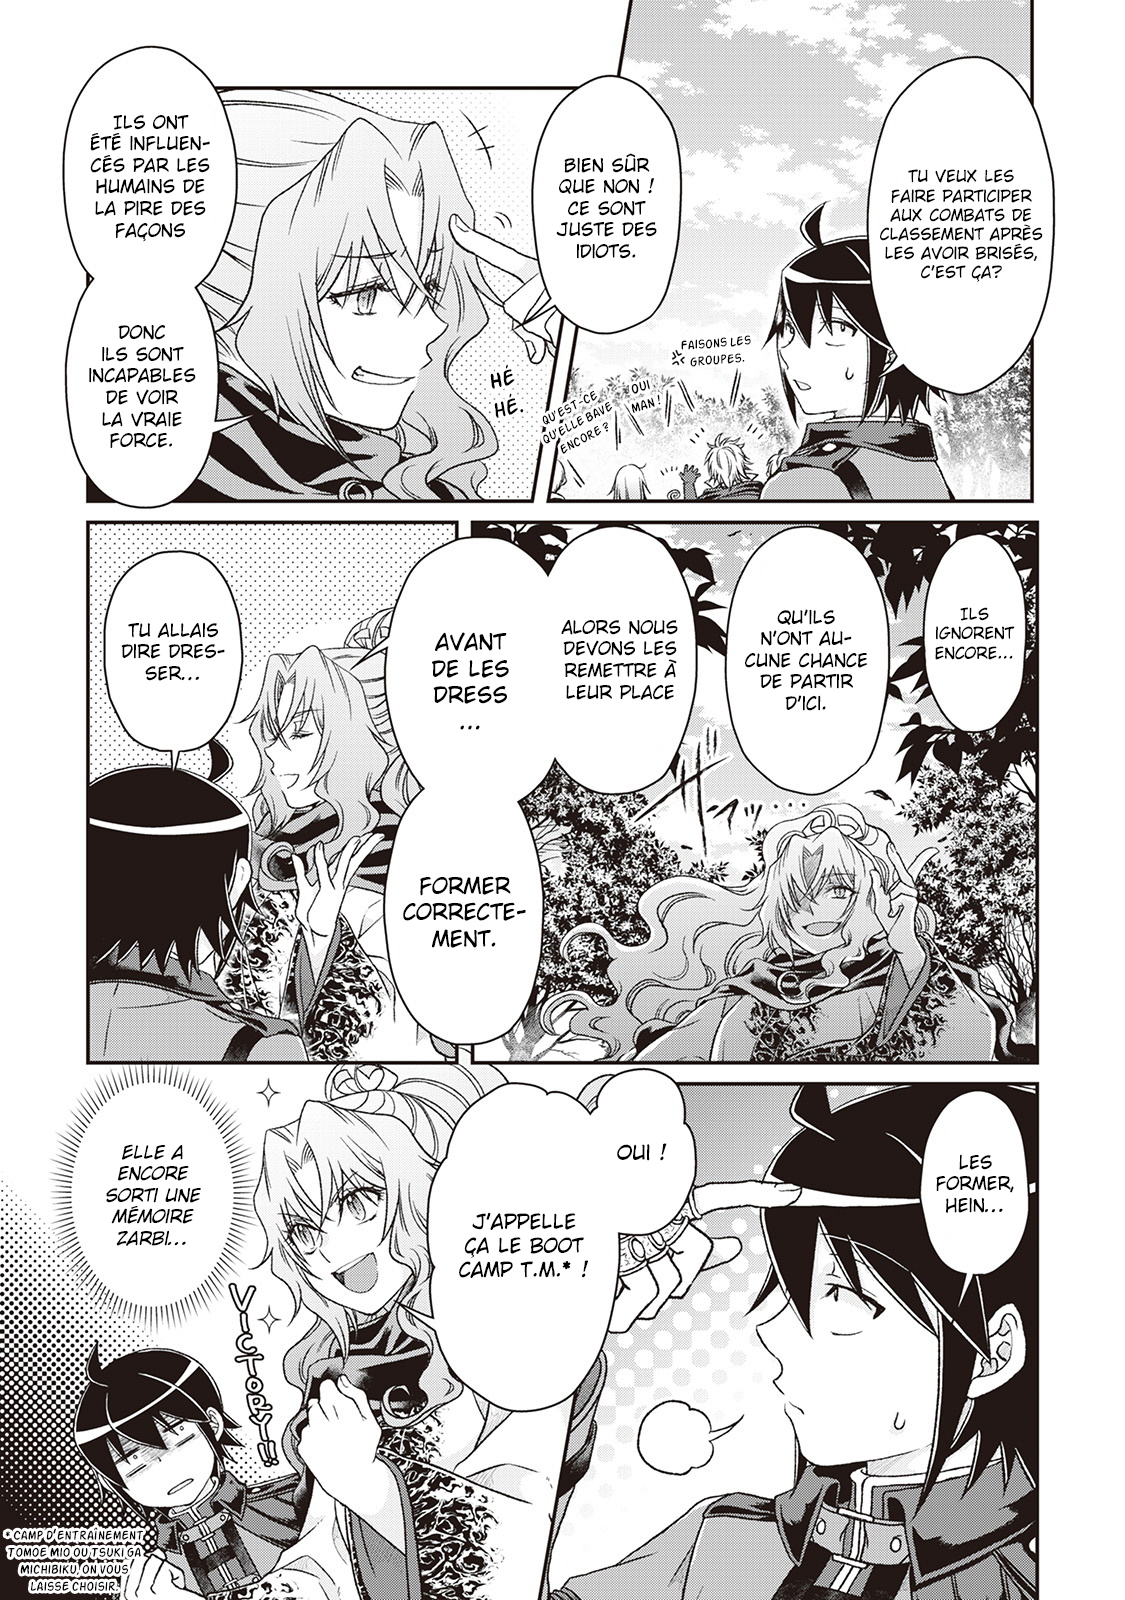 TU VEUX LES
FAIRE PARTICIPER
AUX COMBATS DE
CLASSEMENT APRÈS
LES AVOIR BRISÉS,
C'EST ÇA?
FAISONS LES
GROUPES.
OUI
MAN !
QU'EST-CE
QU'ELLE BAVE
ENCORE ?
BIEN SÛR
QUE NON !
CE SONT
JUSTE DES
IDIOTS.
HÉ
HÉ.
ILS ONT
ÉTÉ INFLUEN-
CÉS PAR LES
HUMAINS DE
LA PIRE DES
FAÇONS
DONC
ILS SONT
INCAPABLES
DE VOIR
LA VRAIE
FORCE.
ILS
IGNORENT
ENCORE...
QU'ILS
N'ONT AU-
CUNE CHANCE
DE PARTIR
D'ICI.
ALORS NOUS
DEVONS LES
REMETTRE À
LEUR PLACE
AVANT
DE LES
DRESS
...
FORMER
CORRECTE-
MENT.
TU ALLAIS
DIRE DRES-
SER...
LES
FORMER,
HEIN...
OUI !
J'APPELLE
ÇA LE BOOT
CAMP T.M.* !
ELLE A
ENCORE
SORTI UNE
MÉMOIRE
ZARBI...
VICTORY!!
* CAMP D'ENTRAÎNEMENT
TOMOE MIO OU TSUKI GA
MICHIBIKU, ON VOUS
LAISSE CHOISIR.